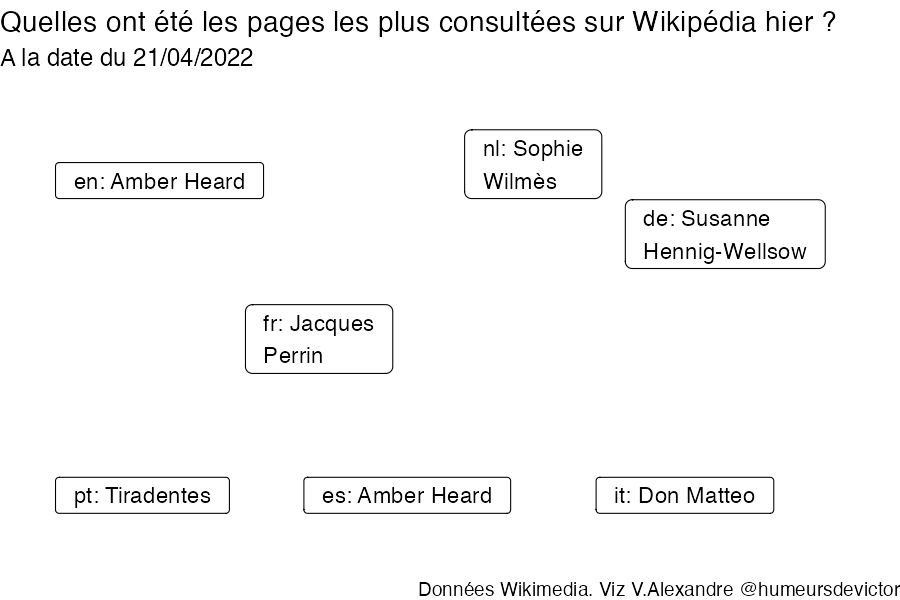 Quelles ont été les pages les plus consultées sur Wikipédia hier ?
A la date du 21/04/2022
en: Amber Heard
nl: Sophie
Wilmès
de: Susanne
Hennig-Wellsow
fr: Jacques
Perrin
pt: Tiradentes
es: Amber Heard
it: Don Matteo
Données Wikimedia. Viz V.Alexandre @humeursdevictor